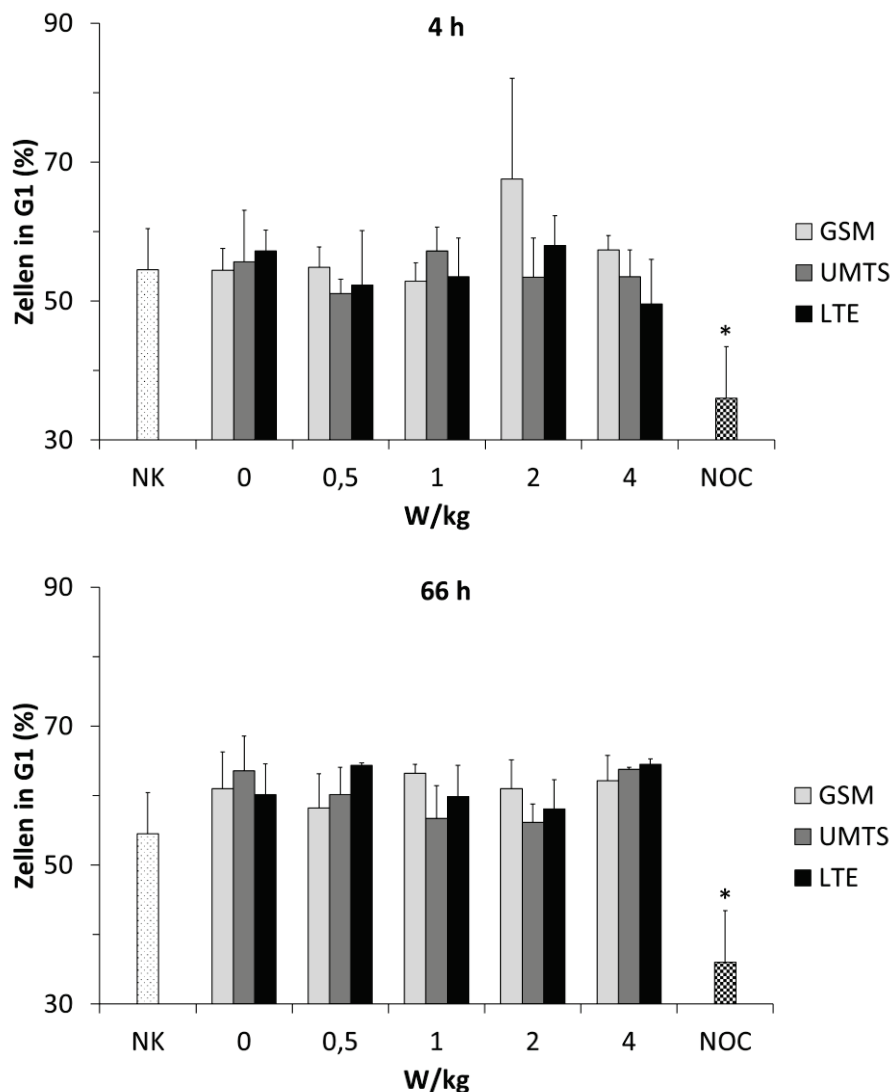 4 h
90
70
50
30
Zellen in G1 (%)
GSM
UMTS
LTE
*
NK 0 0,5 1 2 4 NOC
W/kg
66 h
90
70
50
30
Zellen in G1 (%)
GSM
UMTS
LTE
*
NK 0 0,5 1 2 4 NOC
W/kg